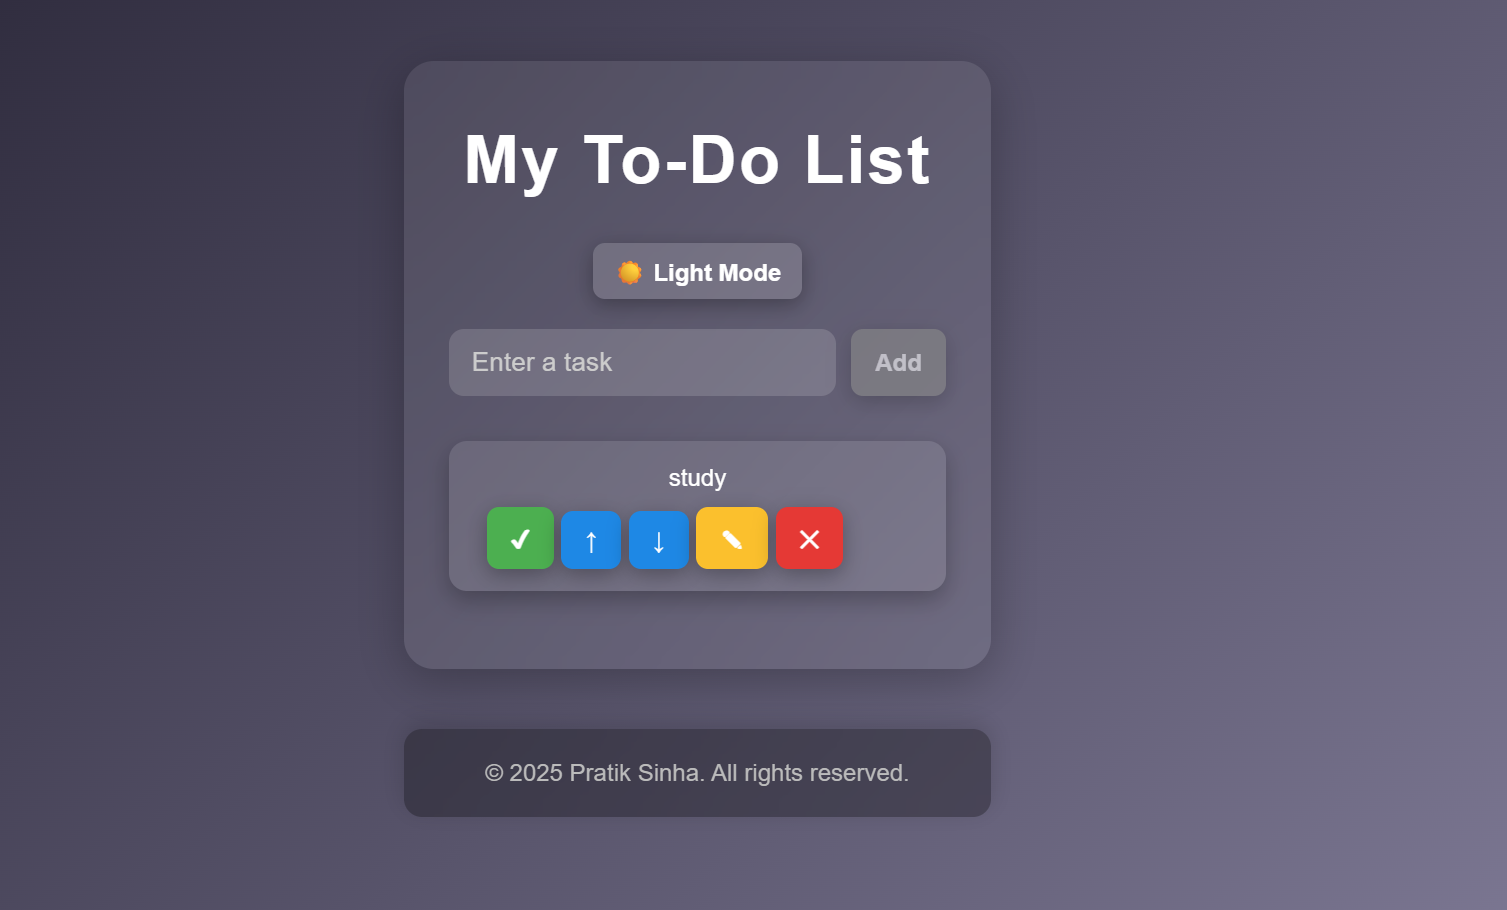 My To-Do List
Light Mode
Enter a task
Add
study
© 2025 Pratik Sinha. All rights reserved.